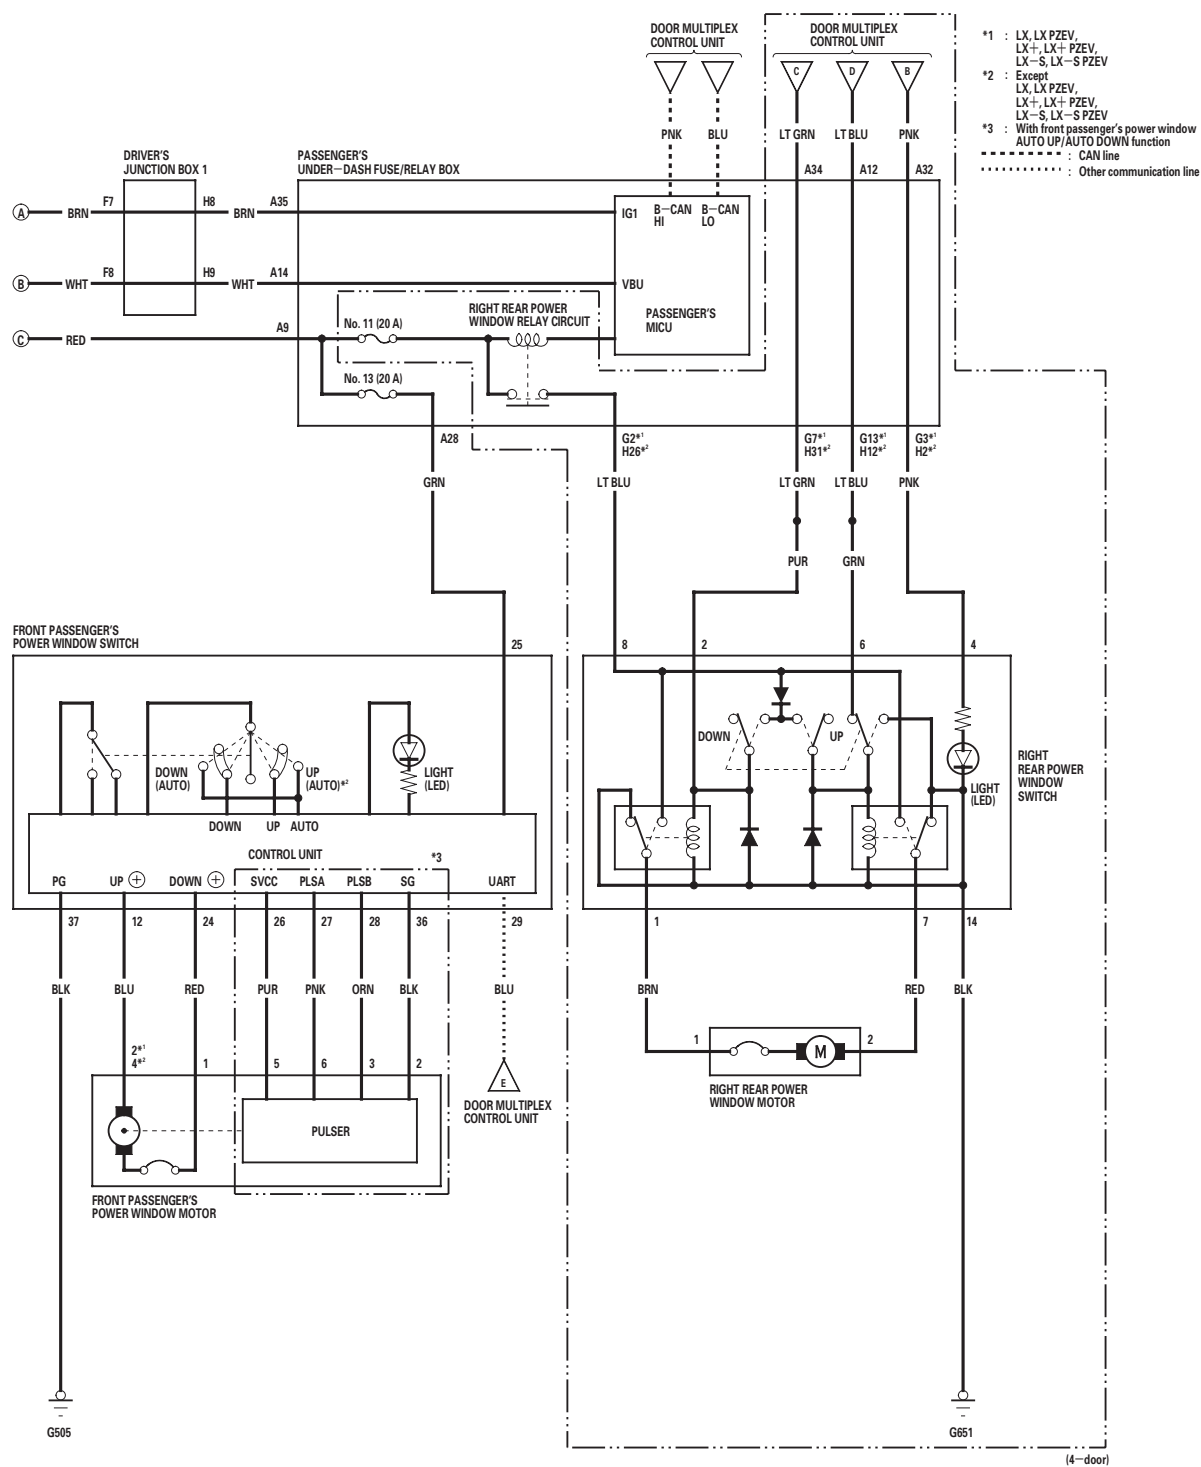 DOOR MULTIPLEX
CONTROL UNIT
DOOR MULTIPLEX
CONTROL UNIT
*1 : LX, LX PZEV,
LX+, LX+ PZEV,
LX−S, LX−S PZEV
*2 : Except
LX, LX PZEV,
LX+, LX+ PZEV,
LX−S, LX−S PZEV
*3 : With front passenger's power window
AUTO UP/AUTO DOWN function
: CAN line
: Other communication line
C
D
B
PNK
BLU
LT GRN
LT BLU
PNK
DRIVER'S
JUNCTION BOX 1
PASSENGER'S
UNDER−DASH FUSE/RELAY BOX
A34
A12
A32
A
BRN
F7
H8
BRN
A35
IG1
B−CAN
HI
B−CAN
LO
B
WHT
F8
H9
WHT
A14
VBU
PASSENGER'S
MICU
RIGHT REAR POWER
WINDOW RELAY CIRCUIT
C
RED
A9
No. 11 (20 A)
No. 13 (20 A)
A28
G2*1
H26*2
G7*1
H31*2
G13*1
H12*2
G3*1
H2*2
GRN
LT BLU
LT GRN
LT BLU
PNK
PUR
GRN
FRONT PASSENGER'S
POWER WINDOW SWITCH
25
8
2
6
4
DOWN
UP
DOWN
(AUTO)
UP
(AUTO)*2
LIGHT
(LED)
LIGHT
(LED)
RIGHT
REAR POWER
WINDOW
SWITCH
DOWN
UP
AUTO
CONTROL UNIT
*3
PG
UP +
DOWN +
SVCC
PLSA
PLSB
SG
UART
37
12
24
26
27
28
36
29
1
7
14
BLK
BLU
RED
PUR
PNK
ORN
BLK
BLU
BRN
RED
BLK
2*1
4*2
1
5
6
3
2
E
DOOR MULTIPLEX
CONTROL UNIT
1
M
2
RIGHT REAR POWER
WINDOW MOTOR
PULSER
FRONT PASSENGER'S
POWER WINDOW MOTOR
G505
G651
(4−door)